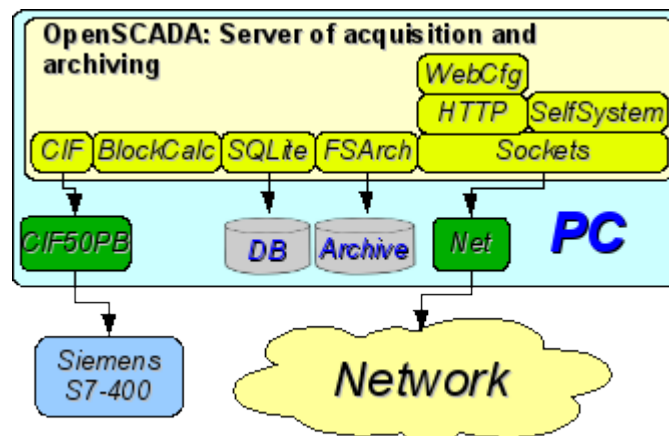 OpenSCADA: Server of acquisition and
archiving
WebCfg
HTTP
SelfSystem
CIF
BlockCalc
SQLite
FSArch
Sockets
CIF50PB
DB
Archive
Net
PC
Siemens
S7-400
Network